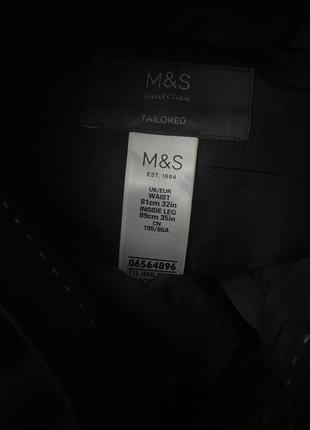 M&S
COLLECTION
TAILORED
M&S
EST. 1884
UK/EUR
WAIST
81cm 32in
INSIDE LEG
89cm 35in
CN
195/80A
06564896